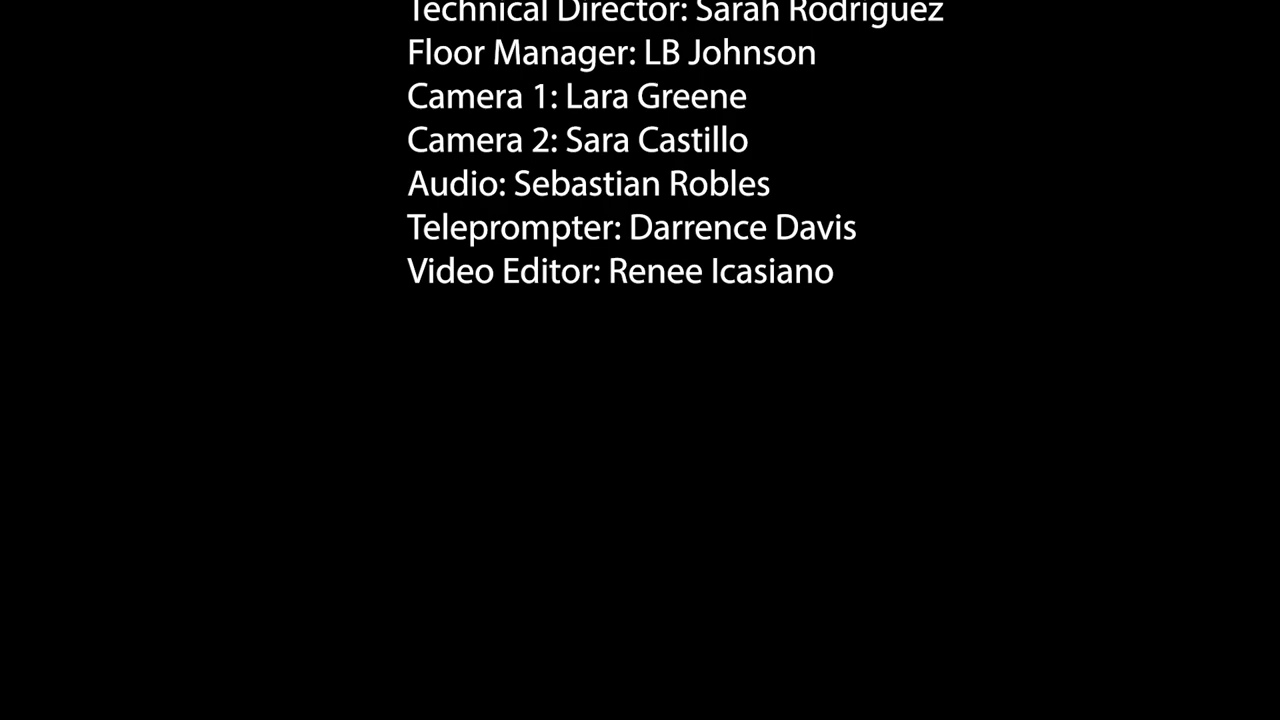 Technical Director: Sarah Rodriguez
Floor Manager: LB Johnson
Camera 1: Lara Greene
Camera 2: Sara Castillo
Audio: Sebastian Robles
Teleprompter: Darrence Davis
Video Editor: Renee Icasiano